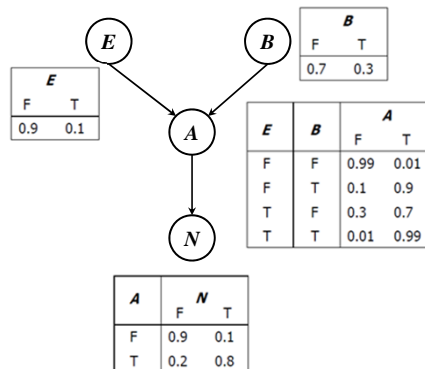 E
B
B
F T
0.7 0.3
E
F T
0.9 0.1
A
E B A
F T
F F 0.99 0.01
F T 0.1 0.9
T F 0.3 0.7
T T 0.01 0.99
N
A N
F T
F 0.9 0.1
T 0.2 0.8